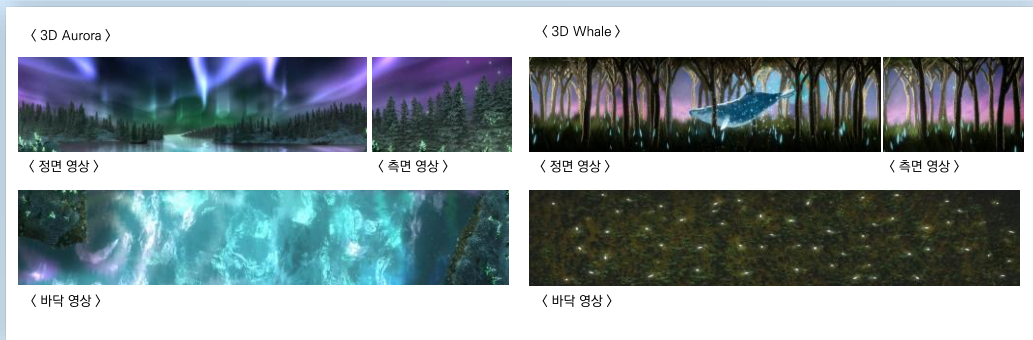 〈 3D Aurora 〉
〈 정면 영상 〉
〈 측면 영상 〉
〈 바닥 영상 〉
〈 3D Whale 〉
〈 정면 영상 〉
〈 측면 영상 〉
〈 바닥 영상 〉